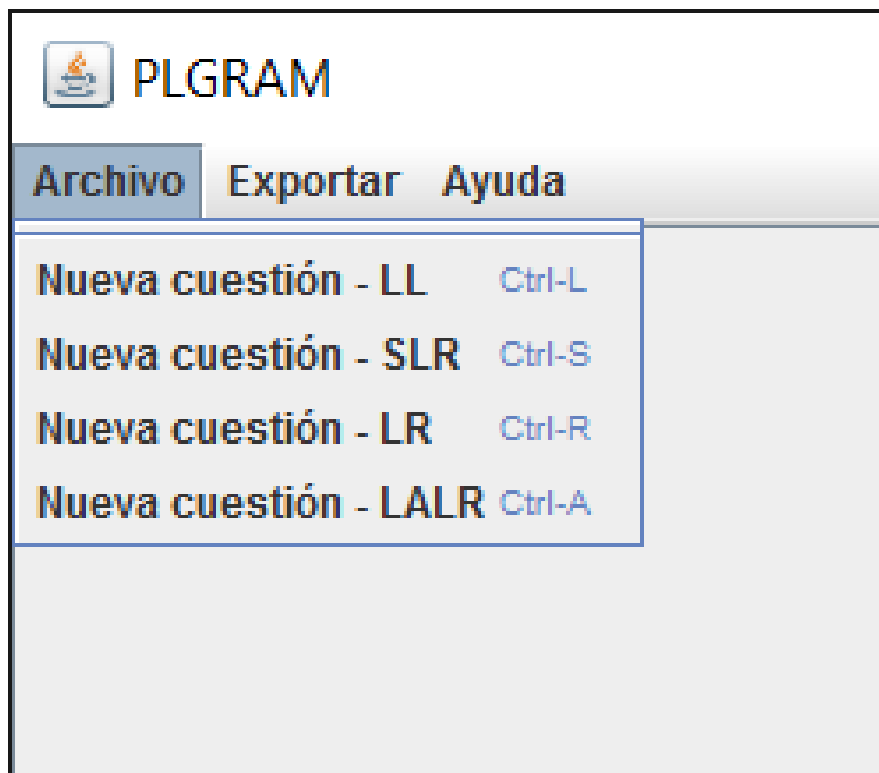 PLGRAM
Archivo Exportar Ayuda
Nueva cuestión - LL Ctrl-L
Nueva cuestión - SLR Ctrl-S
Nueva cuestión - LR Ctrl-R
Nueva cuestión - LALR Ctrl-A